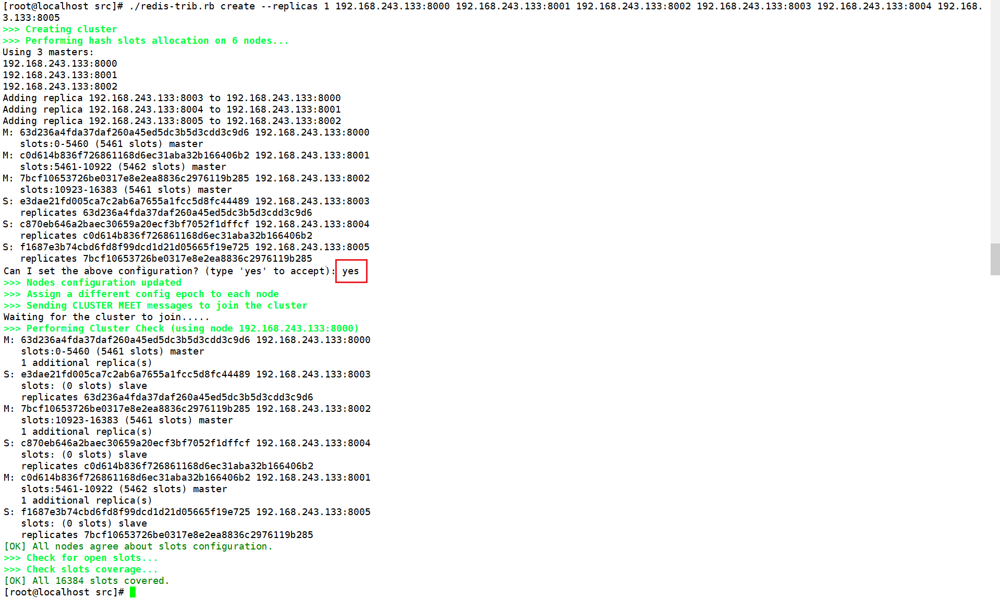 [root@localhost src]# ./redis-trib.rb create --replicas 1 192.168.243.133:8000 192.168.243.133:8001 192.168.243.133:8002 192.168.243.133:8003 192.168.243.133:8004 192.168.
3.133:8005
>>> Creating cluster
>>> Performing hash slots allocation on 6 nodes...
Using 3 masters:
192.168.243.133:8000
192.168.243.133:8001
192.168.243.133:8002
Adding replica 192.168.243.133:8003 to 192.168.243.133:8000
Adding replica 192.168.243.133:8004 to 192.168.243.133:8001
Adding replica 192.168.243.133:8005 to 192.168.243.133:8002
M: 63d236a4fda37daf260a45ed5dc3b5d3cdd3c9d6 192.168.243.133:8000
   slots:0-5460 (5461 slots) master
M: c0d614b836f726861168d6ec31aba32b166406b2 192.168.243.133:8001
   slots:5461-10922 (5462 slots) master
M: 7bcf10653726be0317e8e2ea8836c2976119b285 192.168.243.133:8002
   slots:10923-16383 (5461 slots) master
S: e3dae21fd005ca7c2ab6a7655a1fcc5d8fc44489 192.168.243.133:8003
   replicates 63d236a4fda37daf260a45ed5dc3b5d3cdd3c9d6
S: c870eb646a2baec30659a20ecf3bf7052f1dffcf 192.168.243.133:8004
   replicates c0d614b836f726861168d6ec31aba32b166406b2
S: f1687e3b74cbd6fd8f99dcd1d21d05665f19e725 192.168.243.133:8005
   replicates 7bcf10653726be0317e8e2ea8836c2976119b285
Can I set the above configuration? (type 'yes' to accept): yes
>>> Nodes configuration updated
>>> Assign a different config epoch to each node
>>> Sending CLUSTER MEET messages to join the cluster
Waiting for the cluster to join.....
>>> Performing Cluster Check (using node 192.168.243.133:8000)
M: 63d236a4fda37daf260a45ed5dc3b5d3cdd3c9d6 192.168.243.133:8000
   slots:0-5460 (5461 slots) master
   1 additional replica(s)
S: e3dae21fd005ca7c2ab6a7655a1fcc5d8fc44489 192.168.243.133:8003
   slots: (0 slots) slave
   replicates 63d236a4fda37daf260a45ed5dc3b5d3cdd3c9d6
M: 7bcf10653726be0317e8e2ea8836c2976119b285 192.168.243.133:8002
   slots:10923-16383 (5461 slots) master
   1 additional replica(s)
S: c870eb646a2baec30659a20ecf3bf7052f1dffcf 192.168.243.133:8004
   slots: (0 slots) slave
   replicates c0d614b836f726861168d6ec31aba32b166406b2
M: c0d614b836f726861168d6ec31aba32b166406b2 192.168.243.133:8001
   slots:5461-10922 (5462 slots) master
   1 additional replica(s)
S: f1687e3b74cbd6fd8f99dcd1d21d05665f19e725 192.168.243.133:8005
   slots: (0 slots) slave
   replicates 7bcf10653726be0317e8e2ea8836c2976119b285
[OK] All nodes agree about slots configuration.
>>> Check for open slots...
>>> Check slots coverage...
[OK] All 16384 slots covered.
[root@localhost src]#